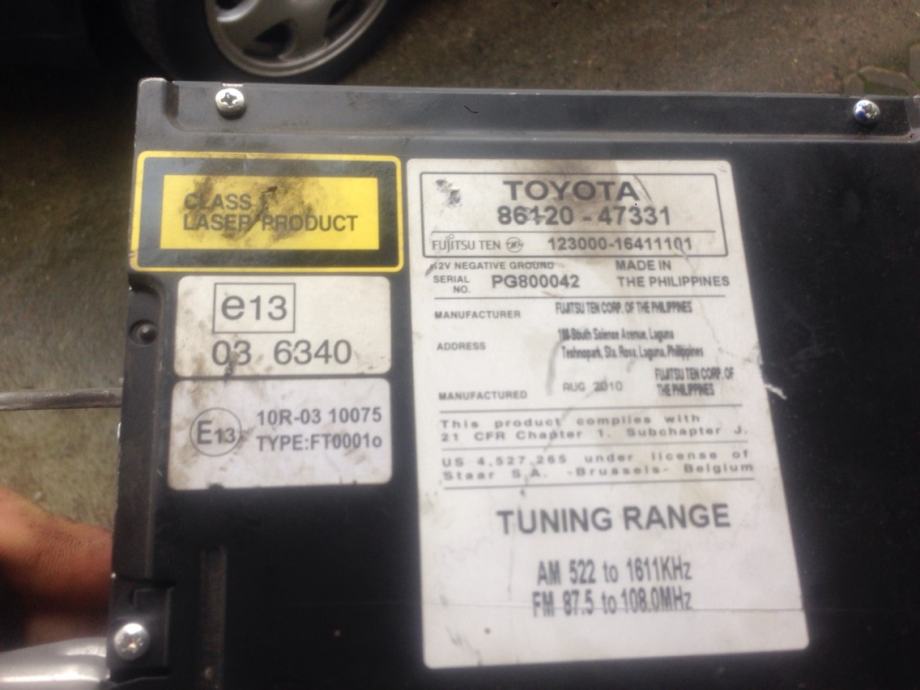 CLASS 1
LASER PRODUCT
e13
03 6340
E13
10R-03 10075
TYPE:FT0001o
TOYOTA
86120 - 47331
FUJITSU TEN 123000-16411101
12V NEGATIVE GROUND MADE IN
SERIAL NO. PG800042 THE PHILIPPINES
MANUFACTURER FUJITSU TEN CORP. OF THE PHILIPPINES
ADDRESS South Science Avenue, Laguna
Technopark, Sta. Rosa, Laguna, Philippines
MANUFACTURED AUG 2010 FUJITSU TEN CORP. OF THE PHILIPPINES
This product complies with
21 CFR Chapter 1. Subchapter J.
US 4,527,265 under license of
Staar S.A. -Brussels- Belgium
TUNING RANGE
AM 522 to 1611KHz
FM 87.5 to 108.0MHz